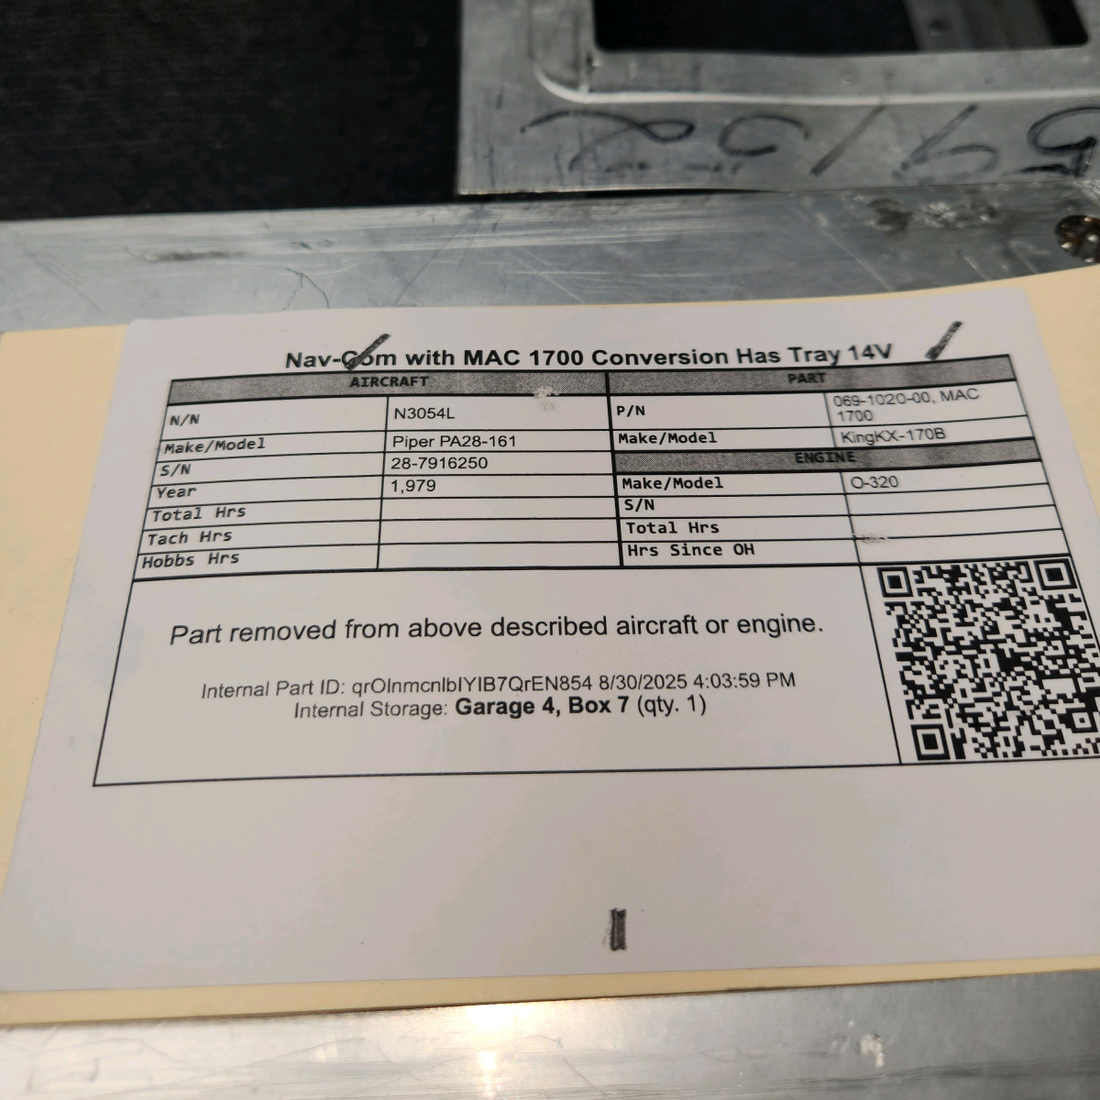 Nav-Com with MAC 1700 Conversion Has Tray 14V
AIRCRAFT
N/N N3054L
Make/Model Piper PA28-161
S/N 28-7916250
Year 1,979
Total Hrs
Tach Hrs
Hobbs Hrs
PART
P/N 069-1020-00, MAC
1700
Make/Model KingKX-170B
ENGINE
Make/Model O-320
S/N
Total Hrs
Hrs Since OH
Part removed from above described aircraft or engine.
Internal Part ID: qrOlnmcnlbIYIB7QrEN854 8/30/2025 4:03:59 PM
Internal Storage: Garage 4, Box 7 (qty. 1)